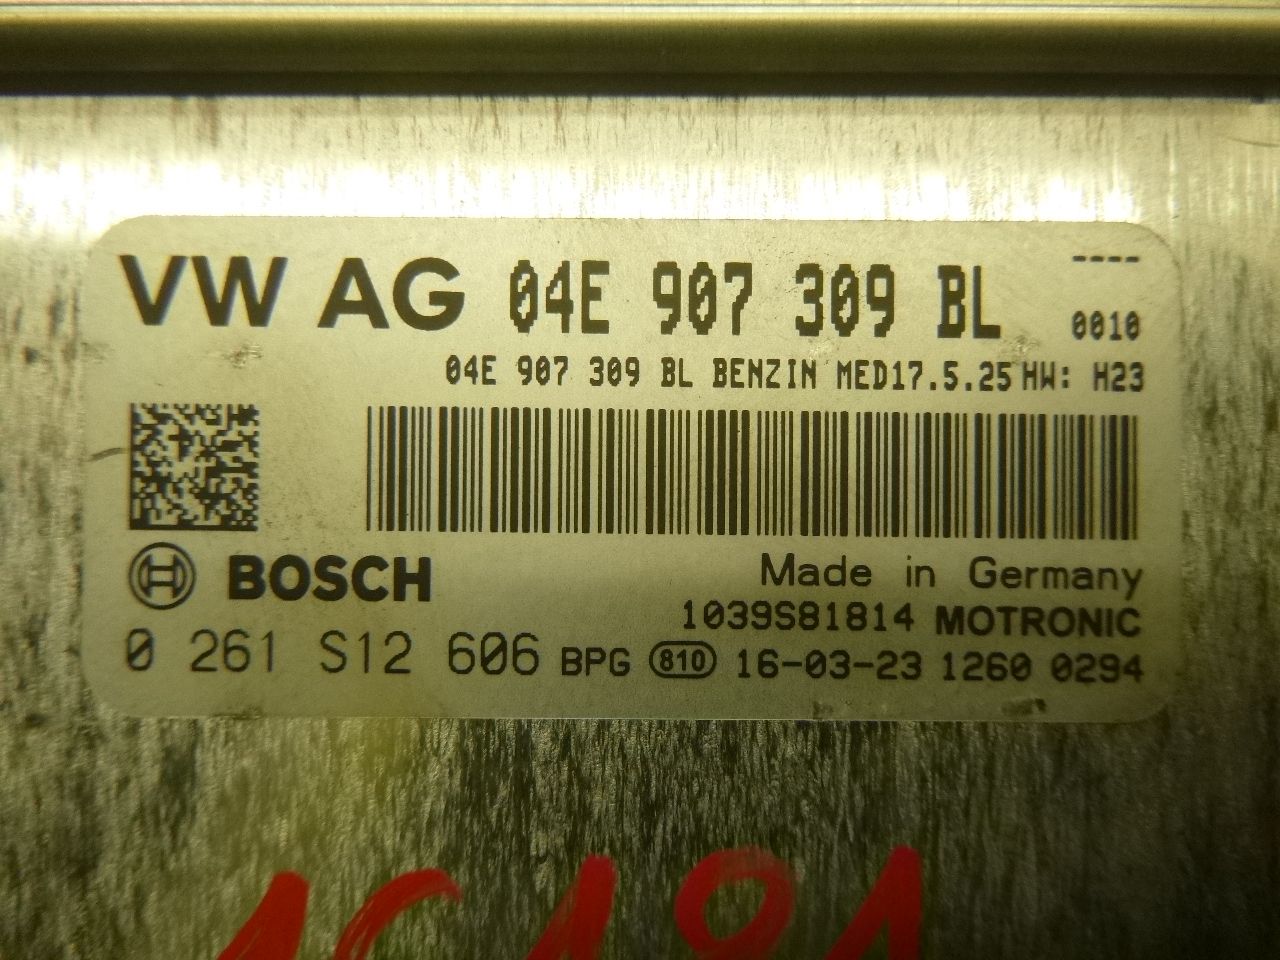 VW AG 04E 907 309 BL ----
0010
04E 907 309 BL BENZIN MED17.5.25 HW: H23
BOSCH
Made in Germany
1039S81814 MOTRONIC
0 261 S12 606 BPG 810 16-03-23 1260 0294